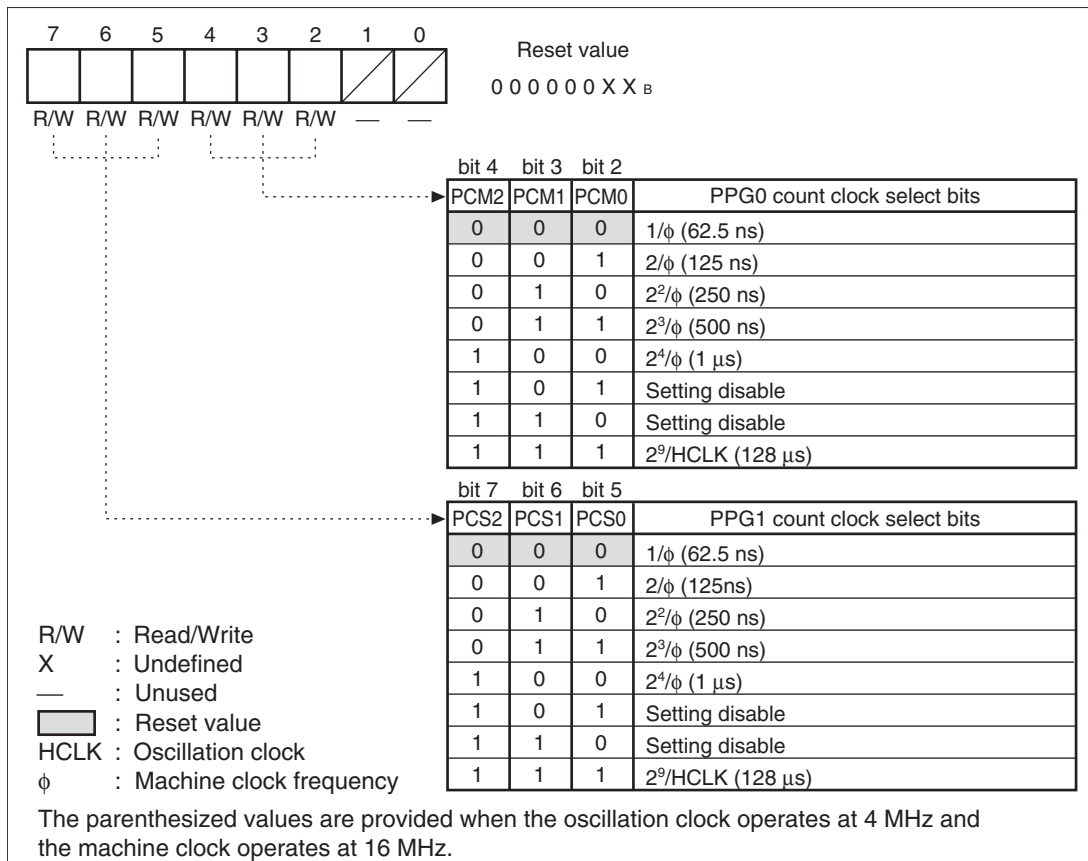 7 6 5 4 3 2 1 0
Reset value
0 0 0 0 0 0 X X B
R/W R/W R/W R/W R/W R/W — —
bit 4 bit 3 bit 2
PCM2 PCM1 PCM0 PPG0 count clock select bits
0 0 0 1/ϕ (62.5 ns)
0 0 1 2/ϕ (125 ns)
0 1 0 2²/ϕ (250 ns)
0 1 1 2³/ϕ (500 ns)
1 0 0 2⁴/ϕ (1 μs)
1 0 1 Setting disable
1 1 0 Setting disable
1 1 1 2⁹/HCLK (128 μs)
bit 7 bit 6 bit 5
PCS2 PCS1 PCS0 PPG1 count clock select bits
0 0 0 1/ϕ (62.5 ns)
0 0 1 2/ϕ (125ns)
0 1 0 2²/ϕ (250 ns)
0 1 1 2³/ϕ (500 ns)
1 0 0 2⁴/ϕ (1 μs)
1 0 1 Setting disable
1 1 0 Setting disable
1 1 1 2⁹/HCLK (128 μs)
R/W : Read/Write
X : Undefined
— : Unused
: Reset value
HCLK : Oscillation clock
ϕ : Machine clock frequency
The parenthesized values are provided when the oscillation clock operates at 4 MHz and
the machine clock operates at 16 MHz.